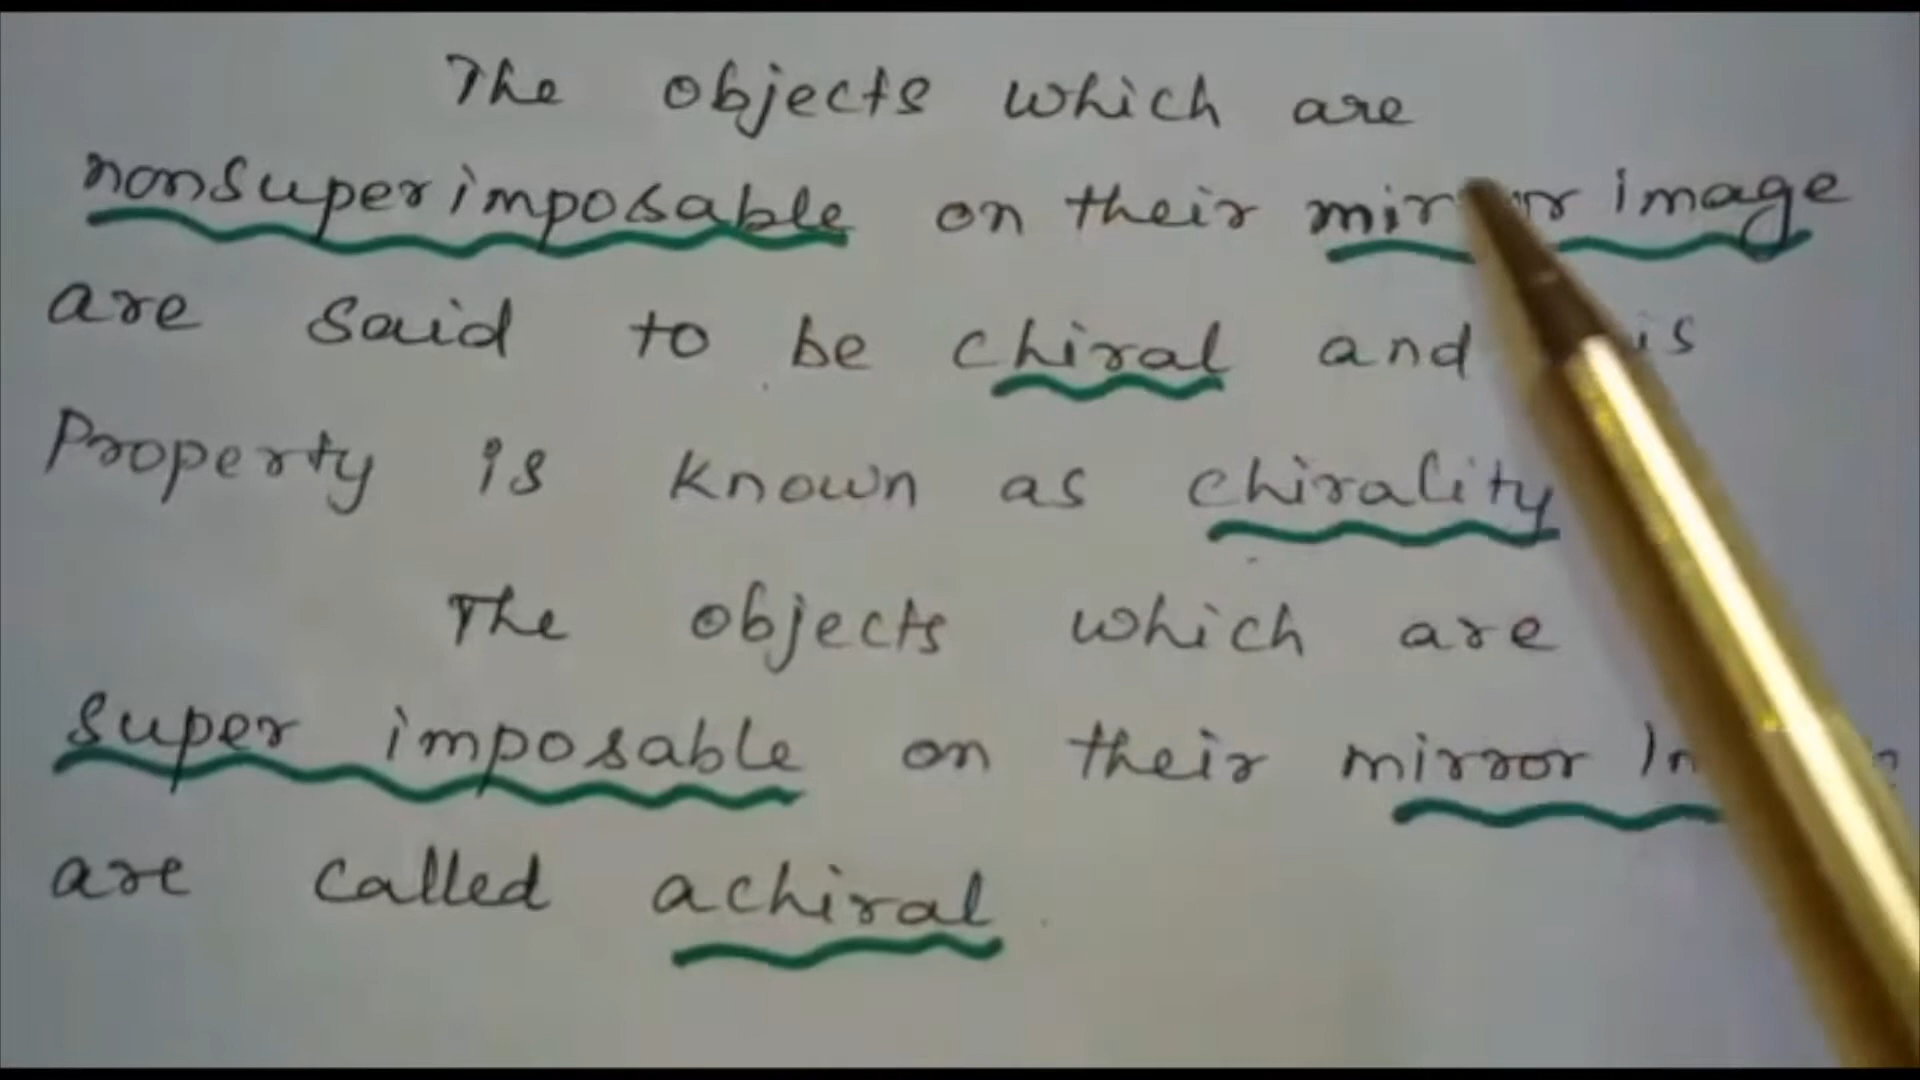 The objects which are
nonsuperimposable on their mirror image
are said to be chiral and
Property is known as chirality
The objects which are
super imposable on their mirror
are called achiral